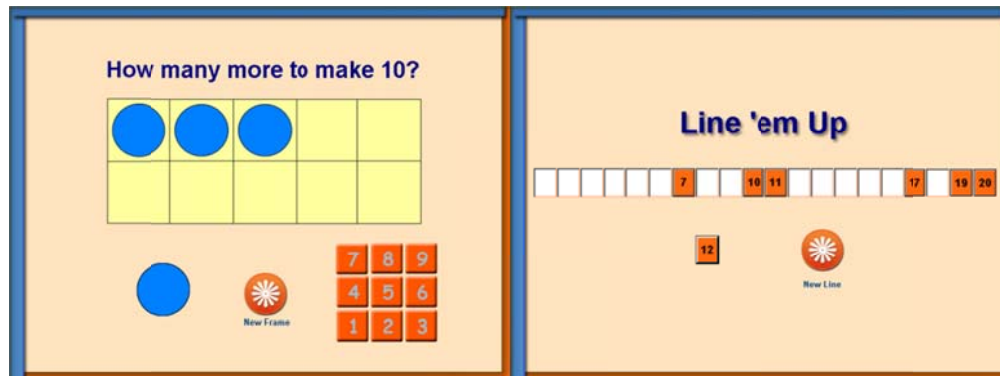 How many more to make 10?
7 8 9
4 5 6
1 2 3
New Frame
Line 'em Up
7 10 11 17 19 20
12
New Line